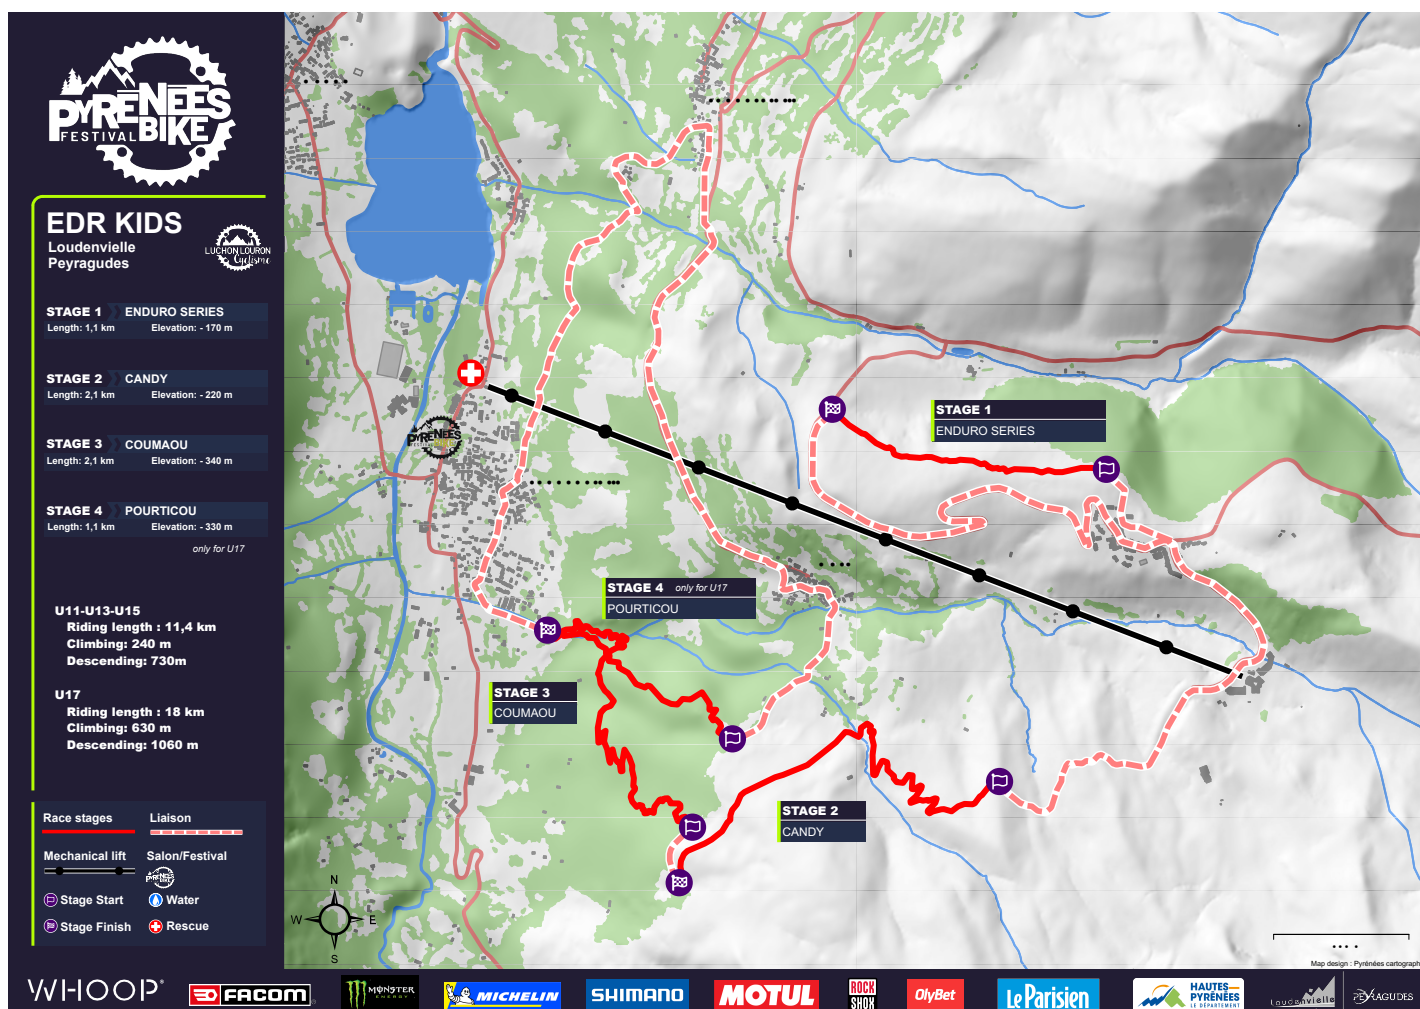 PYRENEES
FESTIVAL BIKE
EDR KIDS
Loudenvielle
Peyragudes
LUCHON LOURON
Cyclisme
STAGE 1 ENDURO SERIES
Length: 1,1 km Elevation: - 170 m
STAGE 2 CANDY
Length: 2,1 km Elevation: - 220 m
STAGE 3 COUMAOU
Length: 2,1 km Elevation: - 340 m
STAGE 4 POURTICOU
Length: 1,1 km Elevation: - 330 m
only for U17
U11-U13-U15
Riding length : 11,4 km
Climbing: 240 m
Descending: 730m
U17
Riding length : 18 km
Climbing: 630 m
Descending: 1060 m
Race stages Liaison
Mechanical lift Salon/Festival
Stage Start Water
Stage Finish Rescue
PYRENEES
STAGE 1
ENDURO SERIES
STAGE 4 only for U17
POURTICOU
STAGE 3
COUMAOU
STAGE 2
CANDY
N
W E
S
Map design : Pyrénées cartograph
WHOOP
FACOM
MONSTER
ENERGY
MICHELIN
SHIMANO
MOTUL
ROCK
SHOX
OlyBet
Le Parisien
HAUTES
PYRÉNÉES
LE DÉPARTEMENT
Loudenvielle
PEYRAGUDES